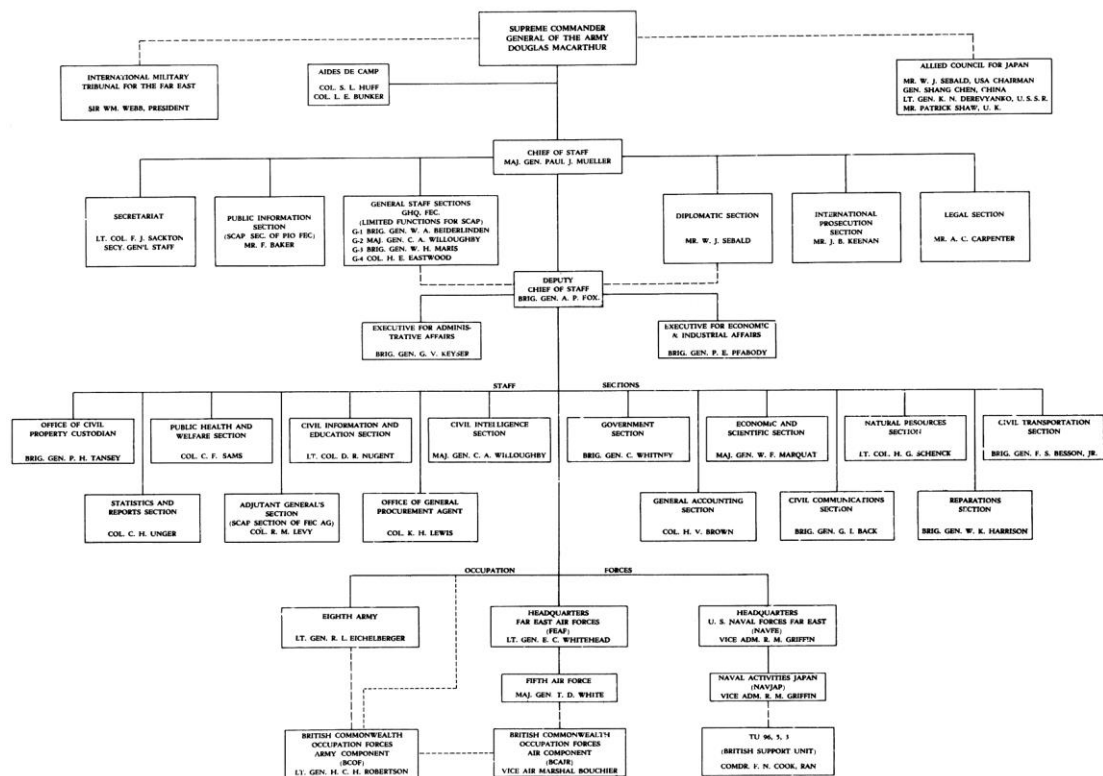 SUPREME COMMANDER
GENERAL OF THE ARMY
DOUGLAS MACARTHUR
INTERNATIONAL MILITARY
TRIBUNAL FOR THE FAR EAST
SIR WM. WEBB, PRESIDENT
AIDES DE CAMP
COL. S. L. HUFF
COL. L. E. BUNKER
ALLIED COUNCIL FOR JAPAN
MR. W. J. SEBALD, USA CHAIRMAN
GEN. SHANG CHEN, CHINA
LT. GEN. K. N. DEREVYANKO, U.S.S.R.
MR. PATRICK SHAW, U. K.
CHIEF OF STAFF
MAJ. GEN. PAUL J. MUELLER
SECRETARIAT
LT. COL. F. J. SACKTON
SECY. GEN'L STAFF
PUBLIC INFORMATION
SECTION
(SCAP SEC. OF PIO FEC)
MR. F. BAKER
GENERAL STAFF SECTIONS
GHQ, FEC.
(LIMITED FUNCTIONS FOR SCAP)
G-1 BRIG. GEN. W. A. BEIDERLINDEN
G-2 MAJ. GEN. C. A. WILLOUGHBY
G-3 BRIG. GEN. W. H. MARIS
G-4 COL. H. E. EASTWOOD
DIPLOMATIC SECTION
MR. W. J. SEBALD
INTERNATIONAL
PROSECUTION
SECTION
MR. J. B. KEENAN
LEGAL SECTION
MR. A. C. CARPENTER
DEPUTY
CHIEF OF STAFF
BRIG. GEN. A. P. FOX.
EXECUTIVE FOR ADMINIS-
TRATIVE AFFAIRS
BRIG. GEN. G. V. KEYSER
EXECUTIVE FOR ECONOMIC
& INDUSTRIAL AFFAIRS
BRIG. GEN. P. E. PEABODY
STAFF SECTIONS
OFFICE OF CIVIL
PROPERTY CUSTODIAN
BRIG. GEN. P. H. TANSEY
PUBLIC HEALTH AND
WELFARE SECTION
COL. C. F. SAMS
CIVIL INFORMATION AND
EDUCATION SECTION
LT. COL. D. R. NUGENT
CIVIL INTELLIGENCE
SECTION
MAJ. GEN. C. A. WILLOUGHBY
GOVERNMENT
SECTION
BRIG. GEN. C. WHITNEY
ECONOMIC AND
SCIENTIFIC SECTION
MAJ. GEN. W. F. MARQUAT
NATURAL RESOURCES
SECTION
LT. COL. H. G. SCHENCK
CIVIL TRANSPORTATION
SECTION
BRIG. GEN. F. S. BESSON, JR.
STATISTICS AND
REPORTS SECTION
COL. C. H. UNGER
ADJUTANT GENERAL'S
SECTION
(SCAP SECTION OF FEC AG)
COL. R. M. LEVY
OFFICE OF GENERAL
PROCUREMENT AGENT
COL. K. H. LEWIS
GENERAL ACCOUNTING
SECTION
COL. H. V. BROWN
CIVIL COMMUNICATIONS
SECTION
BRIG. GEN. G. I. BACK
REPARATIONS
SECTION
BRIG. GEN. W. K. HARRISON
OCCUPATION FORCES
EIGHTH ARMY
LT. GEN. R. L. EICHELBERGER
HEADQUARTERS
FAR EAST AIR FORCES
(FEAF)
LT. GEN. E. C. WHITEHEAD
HEADQUARTERS
U. S. NAVAL FORCES FAR EAST
(NAVFE)
VICE ADM. R. M. GRIFFIN
FIFTH AIR FORCE
MAJ. GEN. T. D. WHITE
NAVAL ACTIVITIES JAPAN
(NAVJAP)
VICE ADM. R. M. GRIFFIN
BRITISH COMMONWEALTH
OCCUPATION FORCES
ARMY COMPONENT
(BCOF)
LT. GEN. H. C. H. ROBERTSON
BRITISH COMMONWEALTH
OCCUPATION FORCES
AIR COMPONENT
(BCAIR)
VICE AIR MARSHAL BOUCHIER
TU 96, 5, 3
(BRITISH SUPPORT UNIT)
COMDR. F. N. COOK, RAN